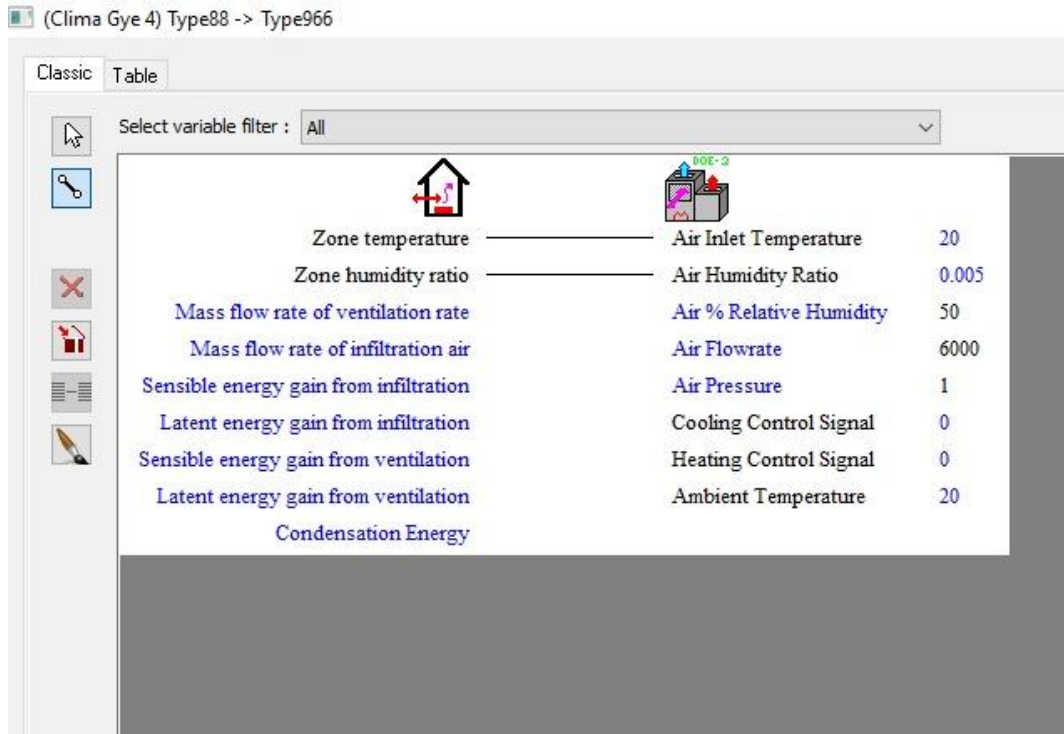 (Clima Gye 4) Type88 -> Type966
Classic Table
Select variable filter : All
DOE-2
Zone temperature Air Inlet Temperature 20
Zone humidity ratio Air Humidity Ratio 0.005
Mass flow rate of ventilation rate Air % Relative Humidity 50
Mass flow rate of infiltration air Air Flowrate 6000
Sensible energy gain from infiltration Air Pressure 1
Latent energy gain from infiltration Cooling Control Signal 0
Sensible energy gain from ventilation Heating Control Signal 0
Latent energy gain from ventilation Ambient Temperature 20
Condensation Energy